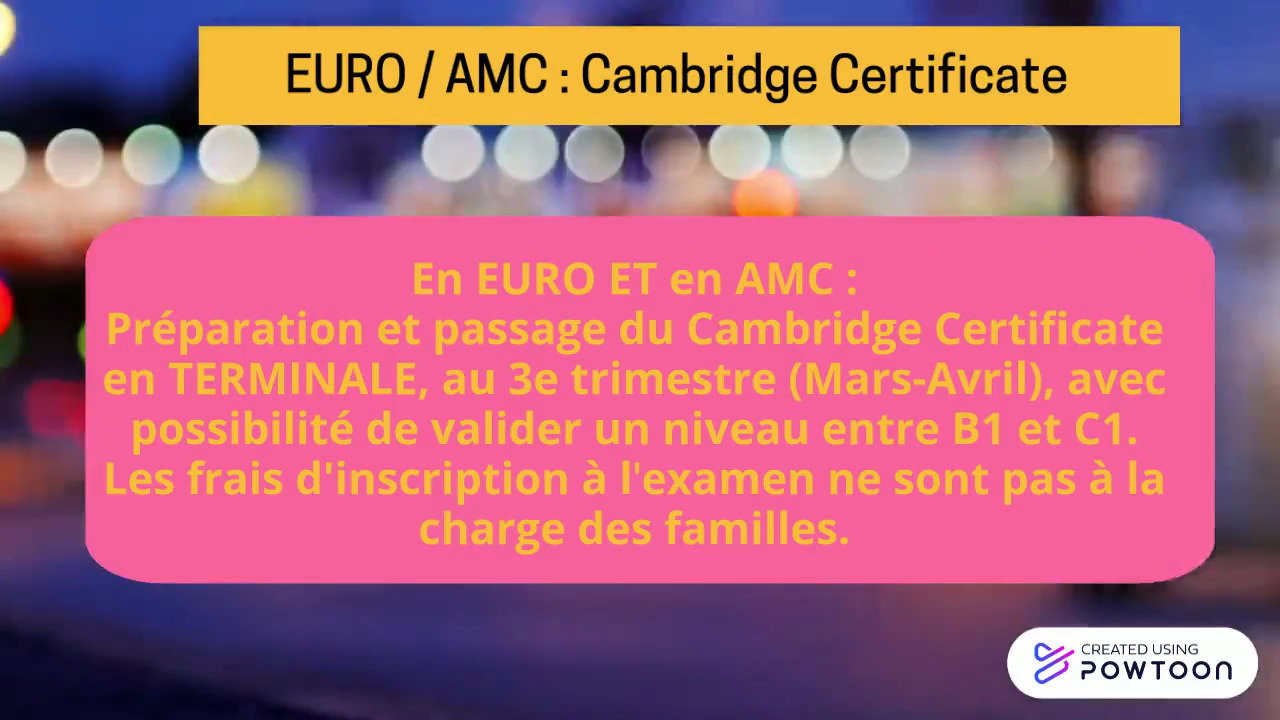 EURO / AMC : Cambridge Certificate
En EURO ET en AMC :
Préparation et passage du Cambridge Certificate
en TERMINALE, au 3e trimestre (Mars-Avril), avec
possibilité de valider un niveau entre B1 et C1.
Les frais d'inscription à l'examen ne sont pas à la
charge des familles.
CREATED USING
POWTOON